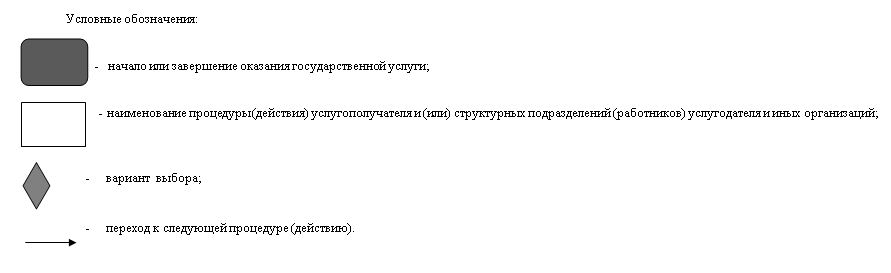 Условные обозначения:
- начало или завершение оказания государственной услуги;
- наименование процедуры (действия) услугополучателя и (или) структурных подразделений (работников) услугодателя и иных организаций;
- вариант выбора;
- переход к следующей процедуре (действию).